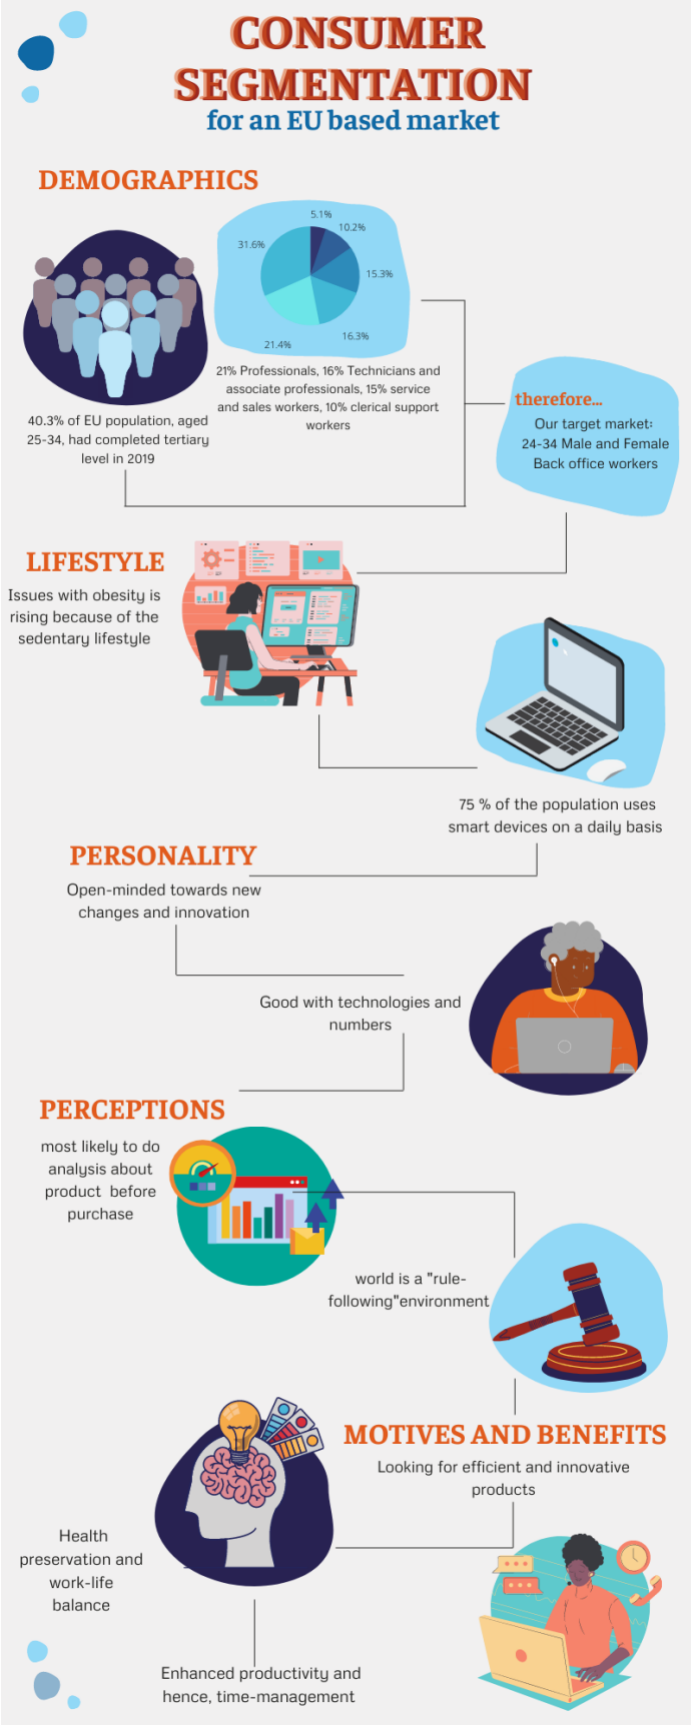 CONSUMER
SEGMENTATION
for an EU based market
DEMOGRAPHICS
5.1%
10.2%
31.6%
15.3%
16.3%
21.4%
21% Professionals, 16% Technicians and
associate professionals, 15% service
and sales workers, 10% clerical support
workers
40.3% of EU population, aged
25-34, had completed tertiary
level in 2019
therefore...
Our target market:
24-34 Male and Female
Back office workers
LIFESTYLE
Issues with obesity is
rising because of the
sedentary lifestyle
75 % of the population uses
smart devices on a daily basis
PERSONALITY
Open-minded towards new
changes and innovation
Good with technologies and
numbers
PERCEPTIONS
most likely to do
analysis about
product before
purchase
world is a "rule-
following"environment
MOTIVES AND BENEFITS
Looking for efficient and innovative
products
Health
preservation and
work-life
balance
Enhanced productivity and
hence, time-management